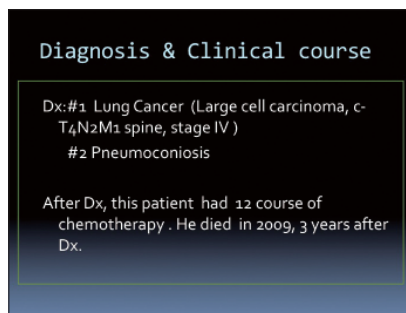 Diagnosis & Clinical course
Dx:#1 Lung Cancer (Large cell carcinoma, c-
T4N2M1 spine, stage IV )
#2 Pneumoconiosis
After Dx, this patient had 12 course of
chemotherapy . He died in 2009, 3 years after
Dx.